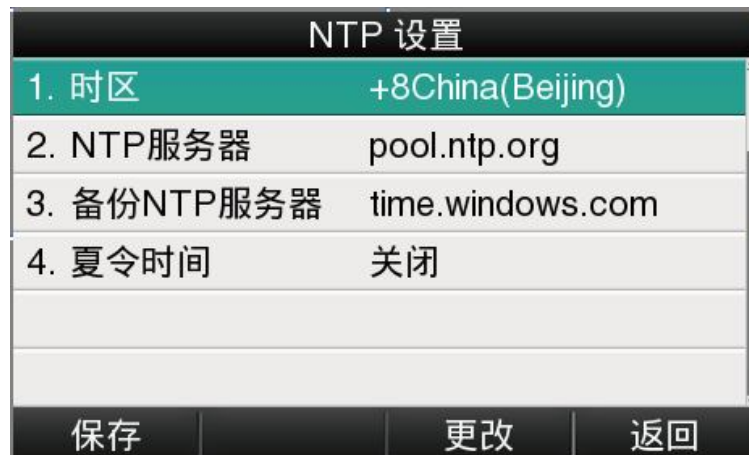 NTP 设置
1. 时区 +8China(Beijing)
2. NTP服务器 pool.ntp.org
3. 备份NTP服务器 time.windows.com
4. 夏令时间 关闭
保存 更改 返回